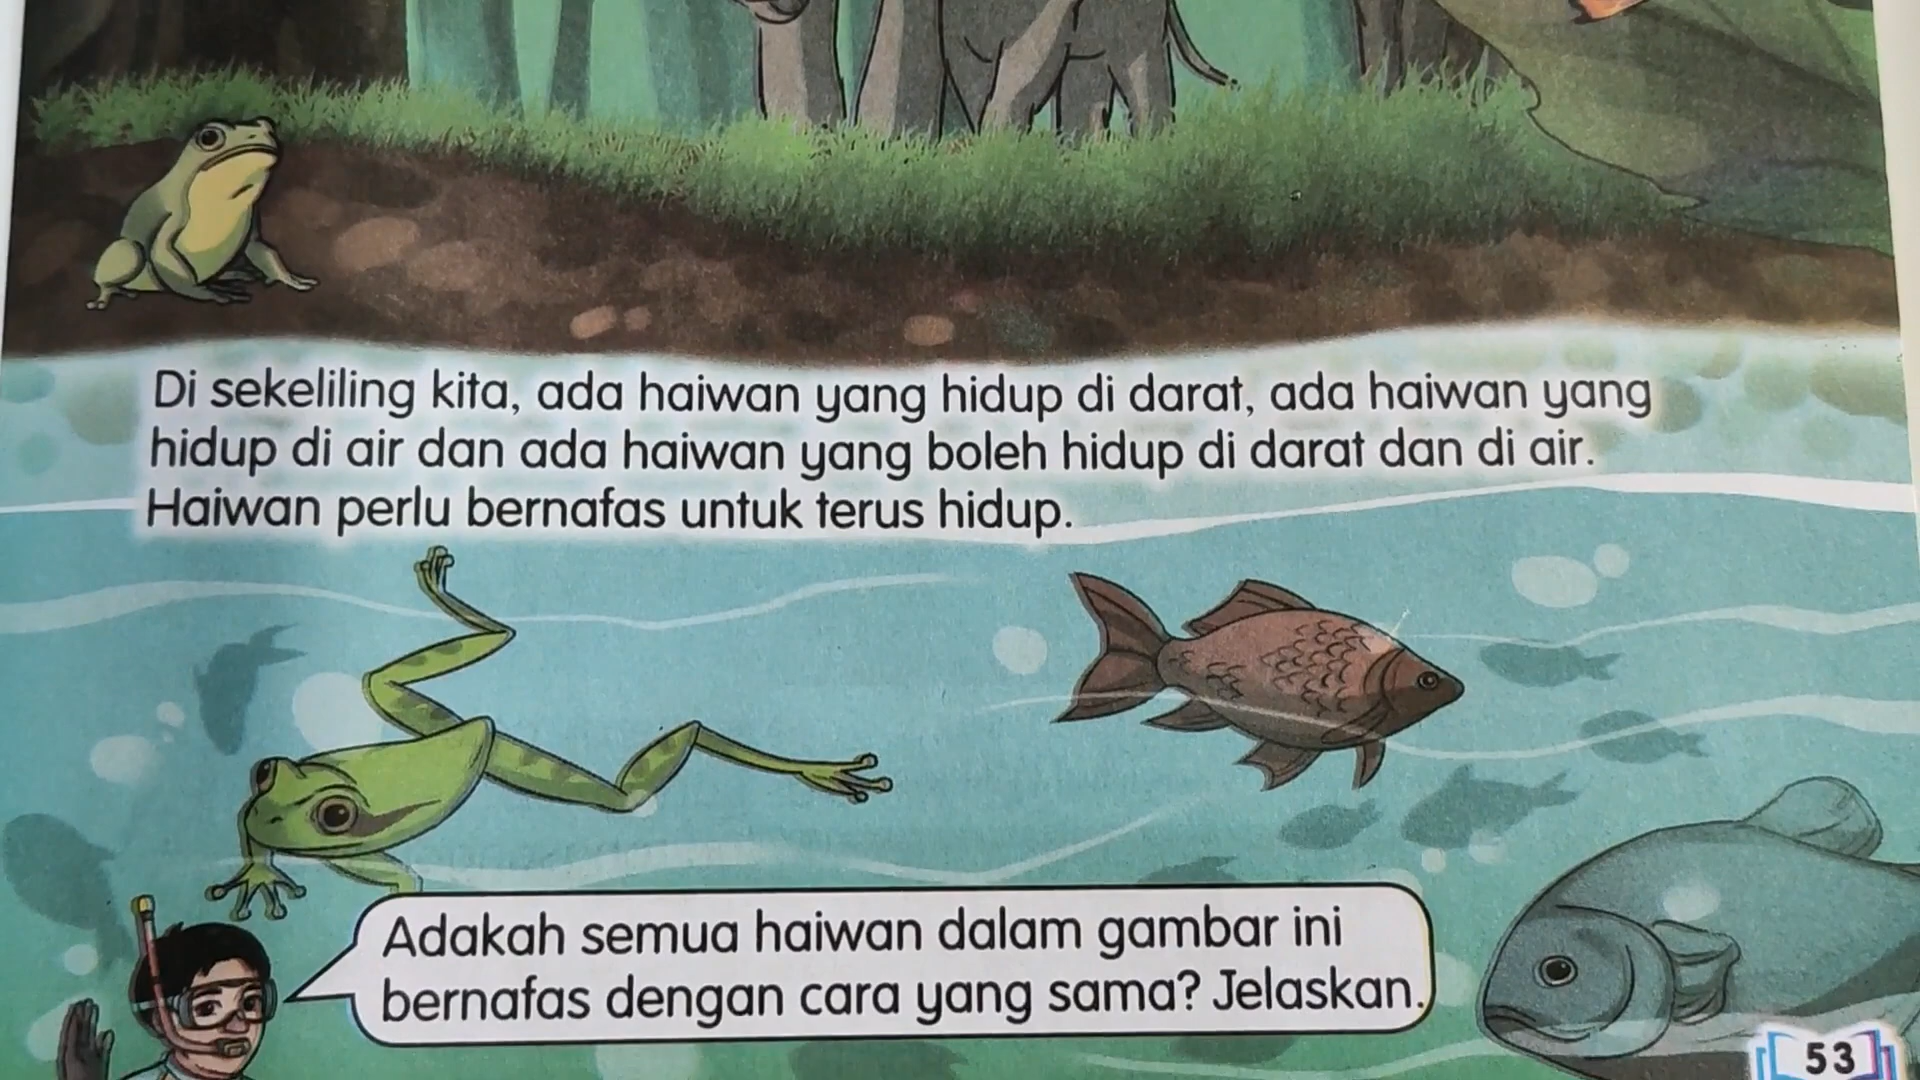 Di sekeliling kita, ada haiwan yang hidup di darat, ada haiwan yang
hidup di air dan ada haiwan yang boleh hidup di darat dan di air.
Haiwan perlu bernafas untuk terus hidup.
Adakah semua haiwan dalam gambar ini
bernafas dengan cara yang sama? Jelaskan.
53